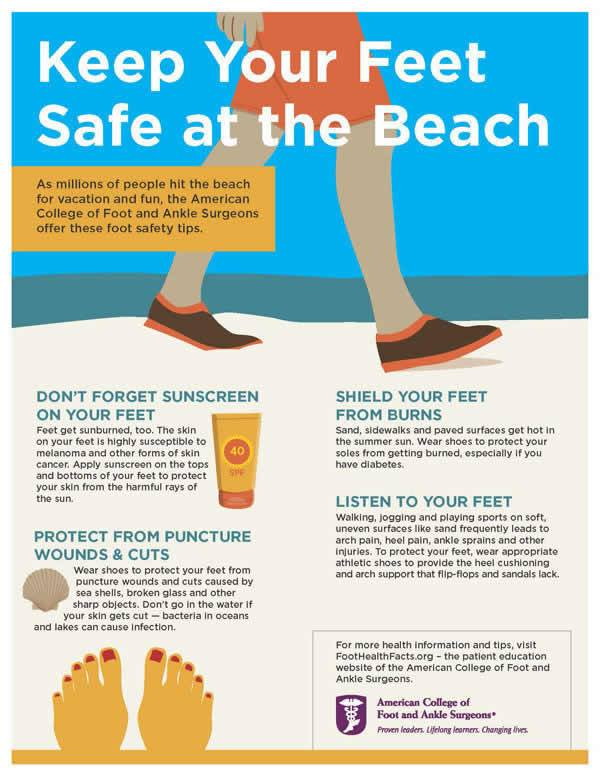 Keep Your Feet
Safe at the Beach
As millions of people hit the beach
for vacation and fun, the American
College of Foot and Ankle Surgeons
offer these foot safety tips.
DON'T FORGET SUNSCREEN
ON YOUR FEET
Feet get sunburned, too. The skin
on your feet is highly susceptible to
melanoma and other forms of skin
cancer. Apply sunscreen on the tops
and bottoms of your feet to protect
your skin from the harmful rays of
the sun.
40
SPF
PROTECT FROM PUNCTURE
WOUNDS & CUTS
Wear shoes to protect your feet from
puncture wounds and cuts caused by
sea shells, broken glass and other
sharp objects. Don't go in the water if
your skin gets cut — bacteria in oceans
and lakes can cause infection.
SHIELD YOUR FEET
FROM BURNS
Sand, sidewalks and paved surfaces get hot in
the summer sun. Wear shoes to protect your
soles from getting burned, especially if you
have diabetes.
LISTEN TO YOUR FEET
Walking, jogging and playing sports on soft,
uneven surfaces like sand frequently leads to
arch pain, heel pain, ankle sprains and other
injuries. To protect your feet, wear appropriate
athletic shoes to provide the heel cushioning
and arch support that flip-flops and sandals lack.
For more health information and tips, visit
FootHealthFacts.org – the patient education
website of the American College of Foot and
Ankle Surgeons.
American College of
Foot and Ankle Surgeons®
Proven leaders. Lifelong learners. Changing lives.